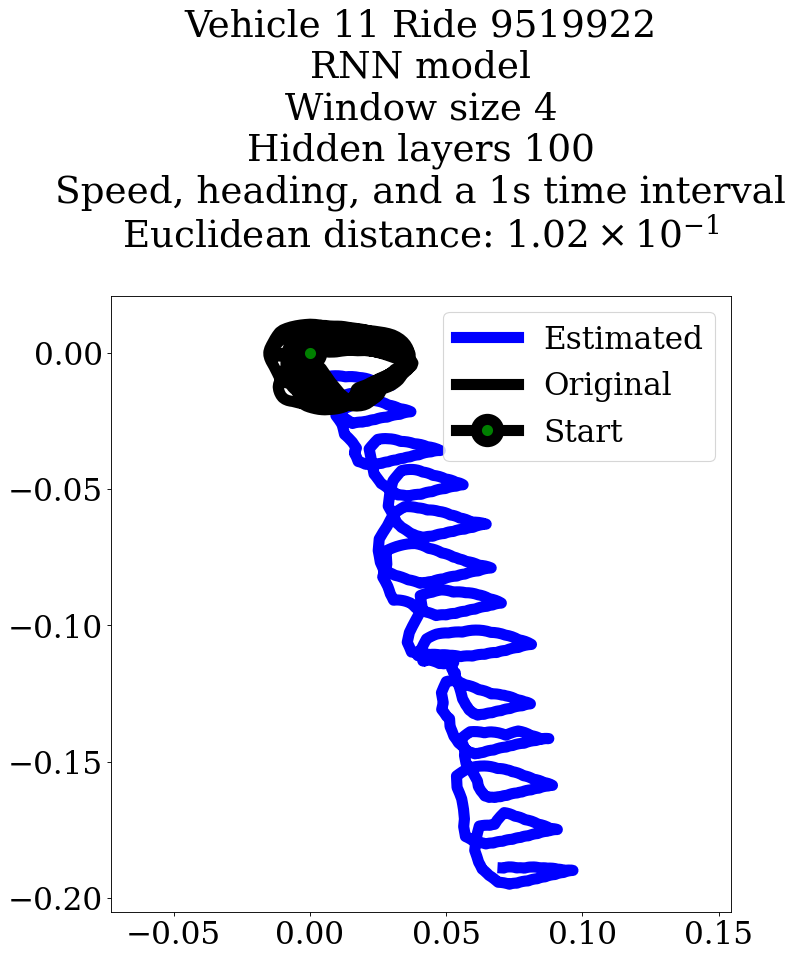 Vehicle 11 Ride 9519922
RNN model
Window size 4
Hidden layers 100
Speed, heading, and a 1s time interval
Euclidean distance: 1.02 × 10⁻¹
Estimated
Original
Start
0.00
−0.05
−0.10
−0.15
−0.20
−0.05 0.00 0.05 0.10 0.15